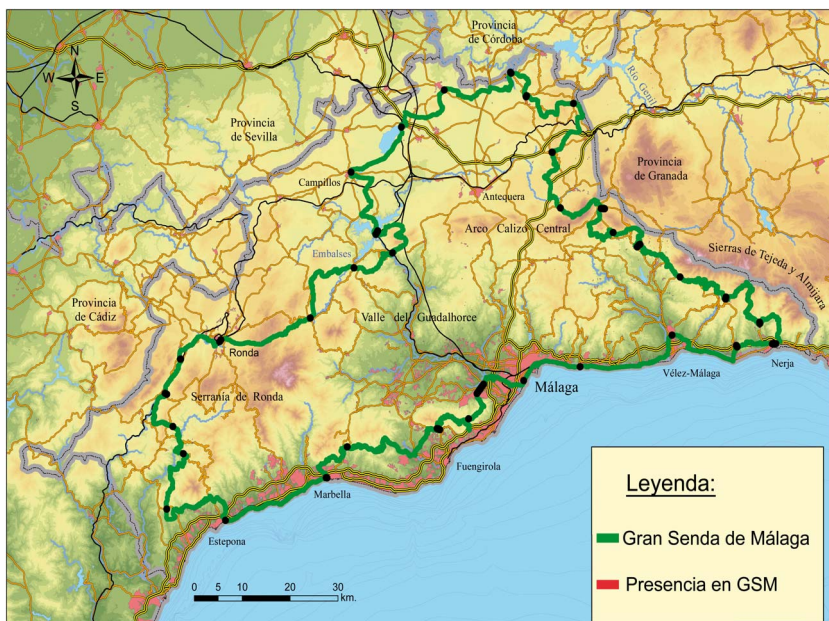 Provincia
de Córdoba
N
W E
S
Río Genil
Provincia
de Sevilla
Provincia
de Granada
Campillos
Antequera
Arco Calizo Central
Sierras de Tejeda y Almijara
Embalses
Provincia
de Cádiz
Valle del Guadalhorce
Ronda
Nerja
Vélez-Málaga
Málaga
Serranía de Ronda
Fuengirola
Marbella
Estepona
Leyenda:
Gran Senda de Málaga
Presencia en GSM
0 5 10 20 30
km.